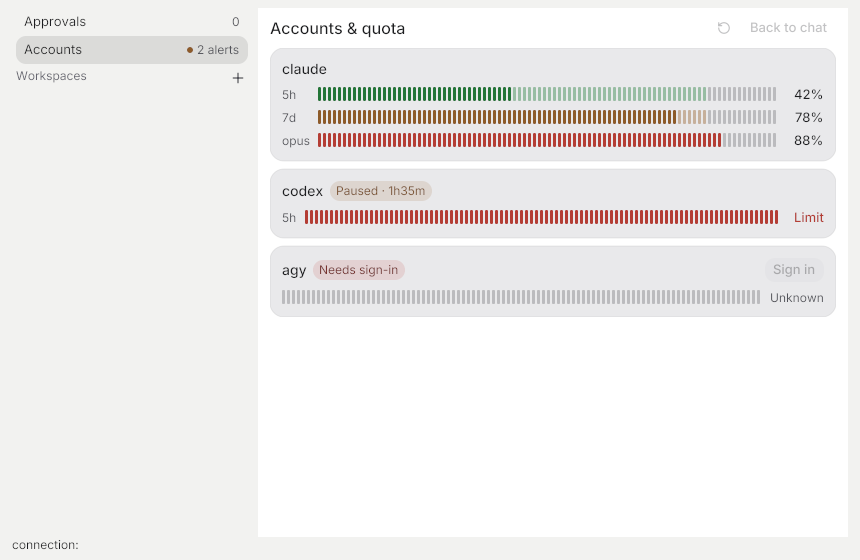 Approvals 0
Accounts 2 alerts
Workspaces +
Accounts & quota Back to chat
claude
5h 42%
7d 78%
opus 88%
codex Paused · 1h35m
5h Limit
agy Needs sign-in Sign in
Unknown
connection: